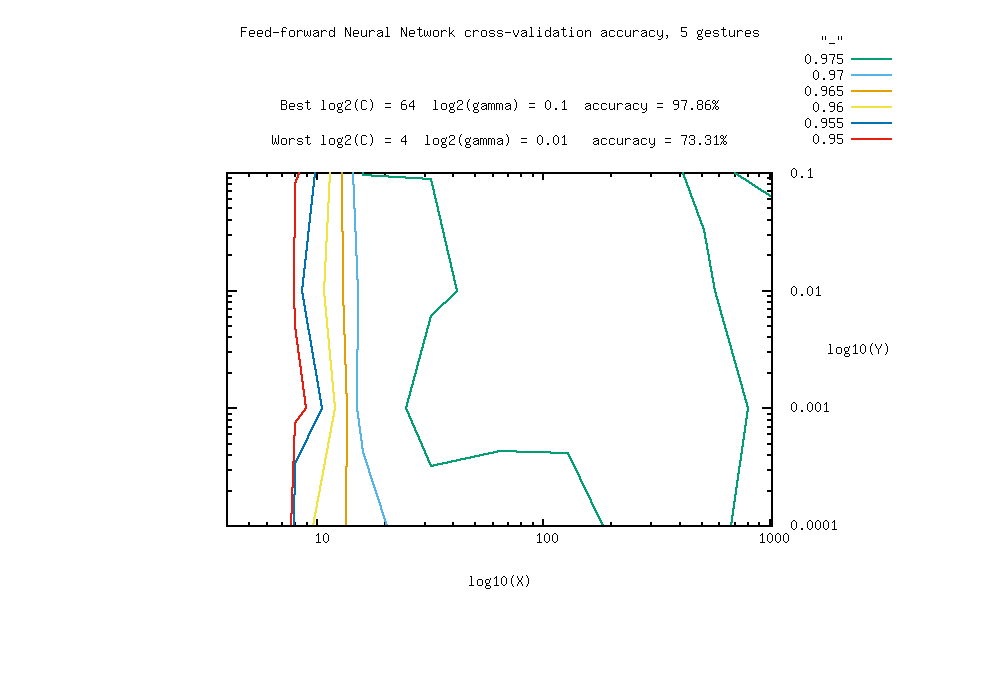 Feed-forward Neural Network cross-validation accuracy, 5 gestures
"_"
0.975
0.97
0.965
0.96
0.955
0.95
Best log2(C) = 64  log2(gamma) = 0.1  accuracy = 97.86%
Worst log2(C) = 4  log2(gamma) = 0.01   accuracy = 73.31%
0.1
0.01
log10(Y)
0.001
0.0001
10
100
1000
log10(X)